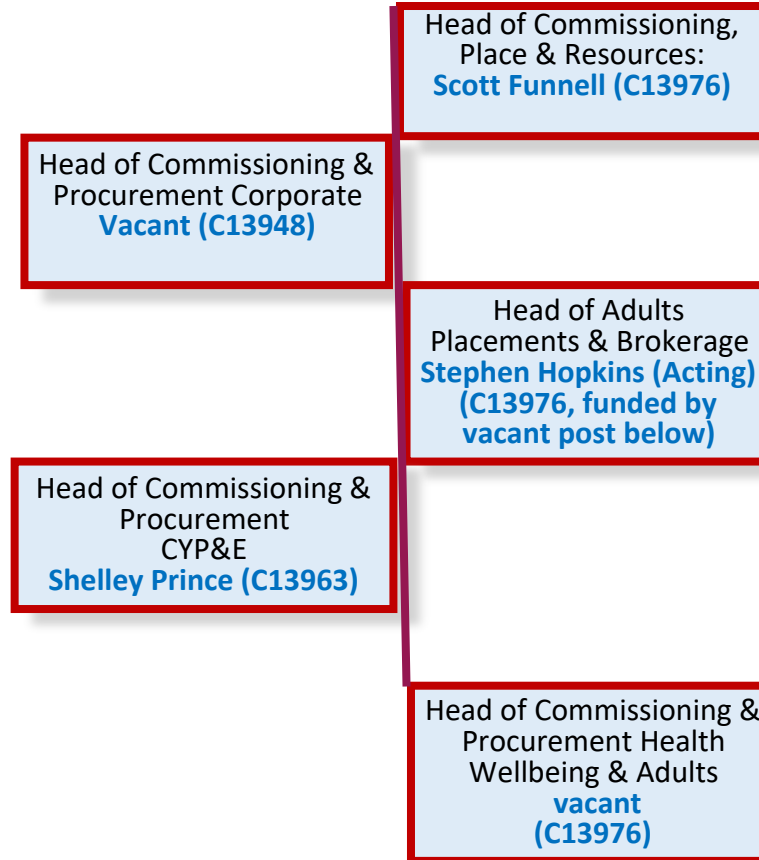 Head of Commissioning,
Place & Resources:
Scott Funnell (C13976)
Head of Commissioning &
Procurement Corporate
Vacant (C13948)
Head of Adults
Placements & Brokerage
Stephen Hopkins (Acting)
(C13976, funded by
vacant post below)
Head of Commissioning &
Procurement
CYP&E
Shelley Prince (C13963)
Head of Commissioning &
Procurement Health
Wellbeing & Adults
vacant
(C13976)